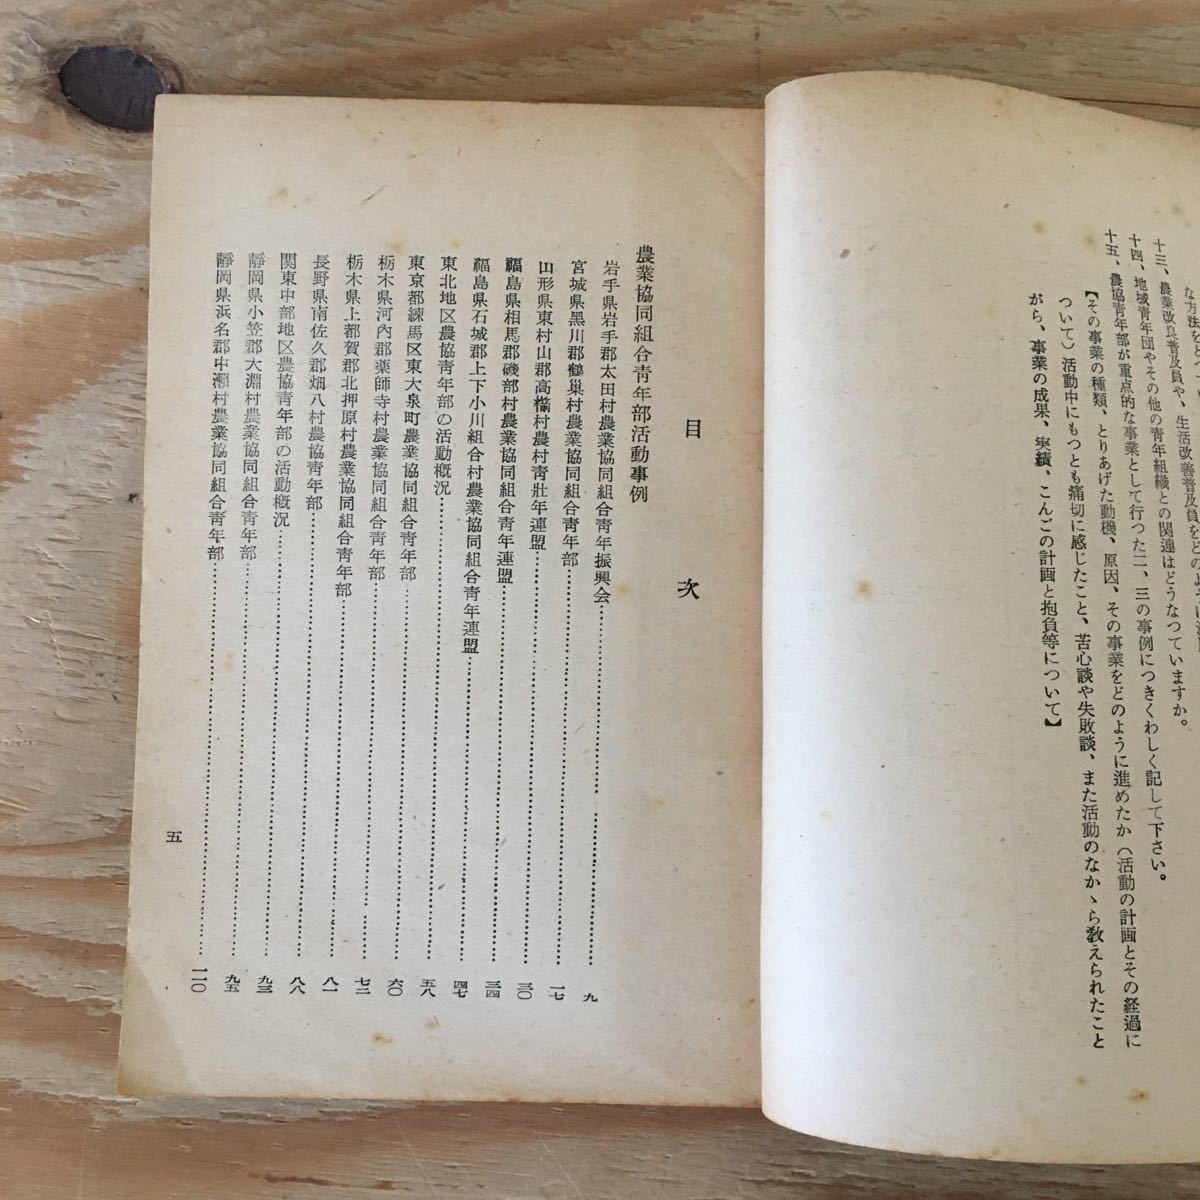 な方法をとつて
十三、農業改良普及員や、生活改善普及員をどのように活用
十四、地域青年団やその他の青年組織との関連はどうなつていますか。
十五、農協青年部が重点的な事業として行つた二、三の事例につきくわしく記して下さい。
【その事業の種類、とりあげた動機、原因、その事業をどのように進めたか（活動の計画とその経過に
ついて）活動中にもつとも痛切に感じたこと、苦心談や失敗談、また活動のなかゝら教えられたこと
がら、事業の成果、実績、こんごの計画と抱負等について】
目次
農業協同組合青年部活動事例
岩手県岩手郡太田村農業協同組合青年振興会……九
宮城県黒川郡鶴巣村農業協同組合青年部……一七
山形県東村山郡高擶村農村青壯年連盟……三〇
福島県相馬郡磯部村農業協同組合青年連盟……三四
福島県石城郡上下小川組合村農業協同組合青年連盟……四七
東北地区農協青年部の活動概況……五八
東京都練馬区東大泉町農業協同組合青年部……六〇
栃木県河内郡薬師寺村農業協同組合青年部……七二
栃木県上都賀郡北押原村農業協同組合青年部……八一
長野県南佐久郡畑八村農協青年部……八八
関東中部地区農協青年部の活動概況……九三
靜岡県小笠郡大淵村農業協同組合青年部……九五
靜岡県浜名郡中瀬村農業協同組合青年部……一一〇
五